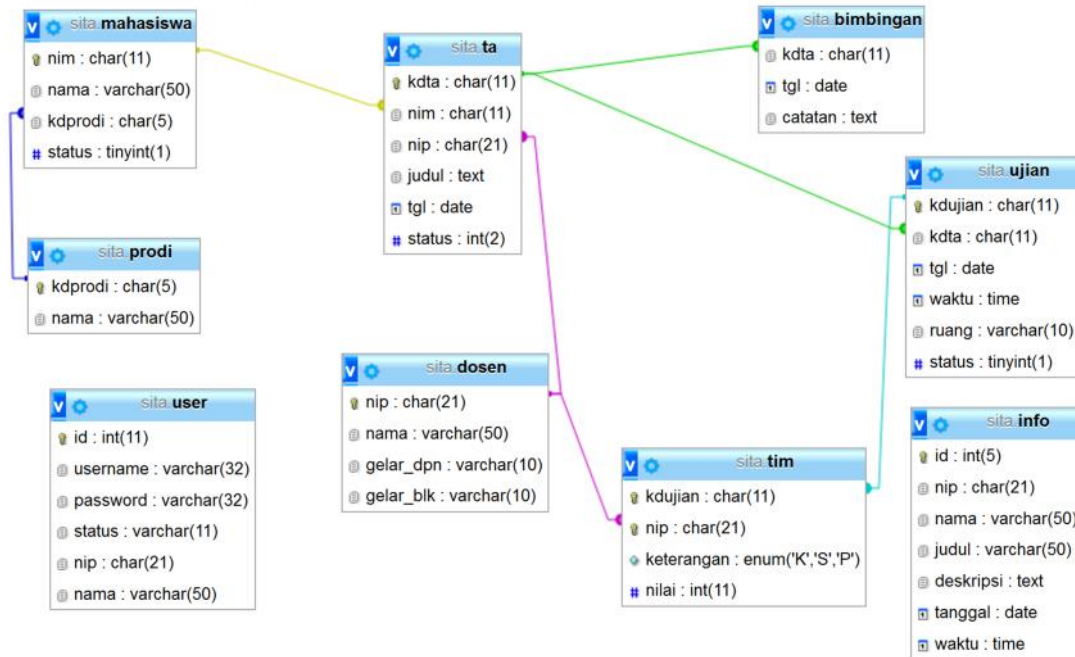 v sita.mahasiswa
nim : char(11)
nama : varchar(50)
kdprodi : char(5)
# status : tinyint(1)
v sita.prodi
kdprodi : char(5)
nama : varchar(50)
v sita.user
id : int(11)
username : varchar(32)
password : varchar(32)
status : varchar(11)
nip : char(21)
nama : varchar(50)
v sita.ta
kdta : char(11)
nim : char(11)
nip : char(21)
judul : text
tgl : date
# status : int(2)
v sita.dosen
nip : char(21)
nama : varchar(50)
gelar_dpn : varchar(10)
gelar_blk : varchar(10)
v sita.bimbingan
kdta : char(11)
tgl : date
catatan : text
v sita.ujian
kdujian : char(11)
kdta : char(11)
tgl : date
waktu : time
ruang : varchar(10)
# status : tinyint(1)
v sita.tim
kdujian : char(11)
nip : char(21)
keterangan : enum('K','S','P')
# nilai : int(11)
v sita.info
id : int(5)
nip : char(21)
nama : varchar(50)
judul : varchar(50)
deskripsi : text
tanggal : date
waktu : time